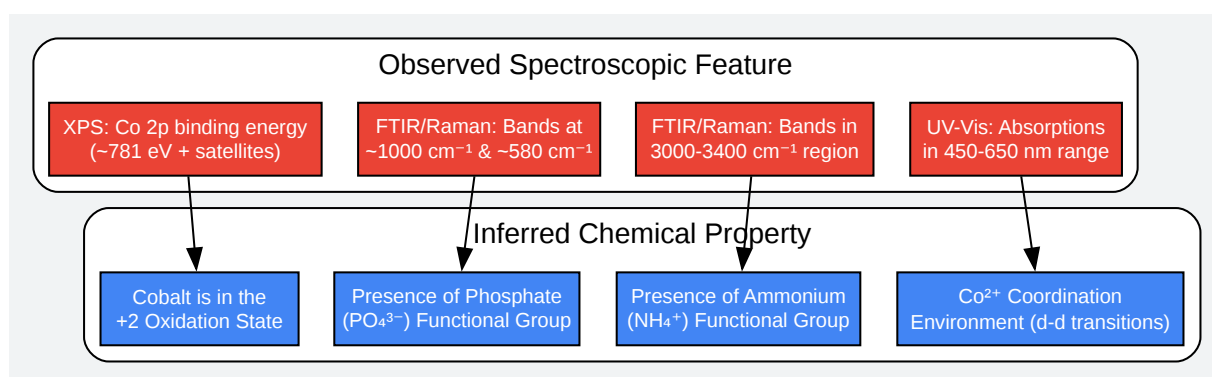 Observed Spectroscopic Feature
XPS: Co 2p binding energy
(~781 eV + satellites)
FTIR/Raman: Bands at
~1000 cm⁻¹ & ~580 cm⁻¹
FTIR/Raman: Bands in
3000-3400 cm⁻¹ region
UV-Vis: Absorptions
in 450-650 nm range
Inferred Chemical Property
Cobalt is in the
+2 Oxidation State
Presence of Phosphate
(PO₄³⁻) Functional Group
Presence of Ammonium
(NH₄⁺) Functional Group
Co²⁺ Coordination
Environment (d-d transitions)